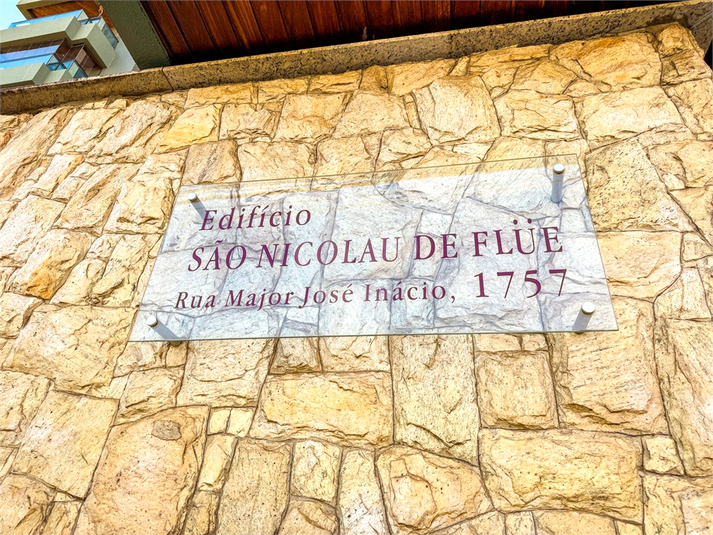 Edifício
SÃO NICOLAU DE FLÜE
Rua Major José Inácio, 1757